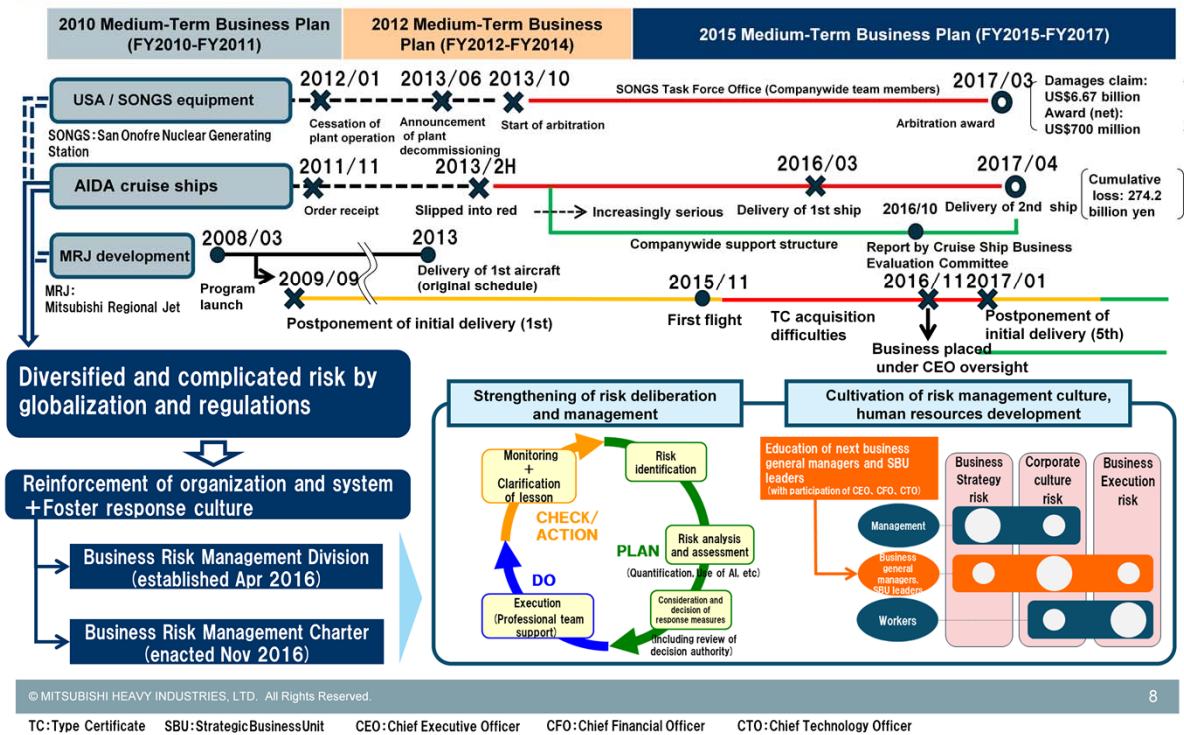 2010 Medium-Term Business Plan
(FY2010-FY2011)
2012 Medium-Term Business
Plan (FY2012-FY2014)
2015 Medium-Term Business Plan (FY2015-FY2017)
USA / SONGS equipment
SONGS：San Onofre Nuclear Generating
Station
2012/01
Cessation of
plant operation
2013/06
Announcement
of plant
decommissioning
2013/10
Start of arbitration
SONGS Task Force Office (Companywide team members)
2017/03
Arbitration award
Damages claim:
US$6.67 billion
Award (net):
US$700 million
AIDA cruise ships
2011/11
Order receipt
2013/2H
Slipped into red
Increasingly serious
2016/03
Delivery of 1st ship
2017/04
Delivery of 2nd ship
Cumulative
loss: 274.2
billion yen
Companywide support structure
2016/10
Report by Cruise Ship Business
Evaluation Committee
MRJ development
MRJ：
Mitsubishi Regional Jet
2008/03
Program
launch
2013
Delivery of 1st aircraft
(original schedule)
2009/09
Postponement of initial delivery (1st)
2015/11
First flight
TC acquisition
difficulties
2016/11
Business placed
under CEO oversight
2017/01
Postponement of
initial delivery (5th)
Diversified and complicated risk by
globalization and regulations
Reinforcement of organization and system
＋Foster response culture
Business Risk Management Division
(established Apr 2016)
Business Risk Management Charter
(enacted Nov 2016)
Strengthening of risk deliberation
and management
Monitoring
＋
Clarification
of lesson
Risk
identification
CHECK/
ACTION
PLAN
Risk analysis
and assessment
(Quantification, Use of AI, etc)
DO
Execution
(Professional team
support)
Consideration and
decision of
response measures
(Including review of
decision authority)
Cultivation of risk management culture,
human resources development
Education of next business
general managers and SBU
leaders
(with participation of CEO、CFO、CTO)
Business
Strategy
risk
Corporate
culture
risk
Business
Execution
risk
Management
Business
general
managers,
SBU leaders
Workers
© MITSUBISHI HEAVY INDUSTRIES, LTD. All Rights Reserved.
8
TC：Type Certificate SBU：StrategicBusinessUnit CEO：Chief Executive Officer CFO：Chief Financial Officer CTO：Chief Technology Officer